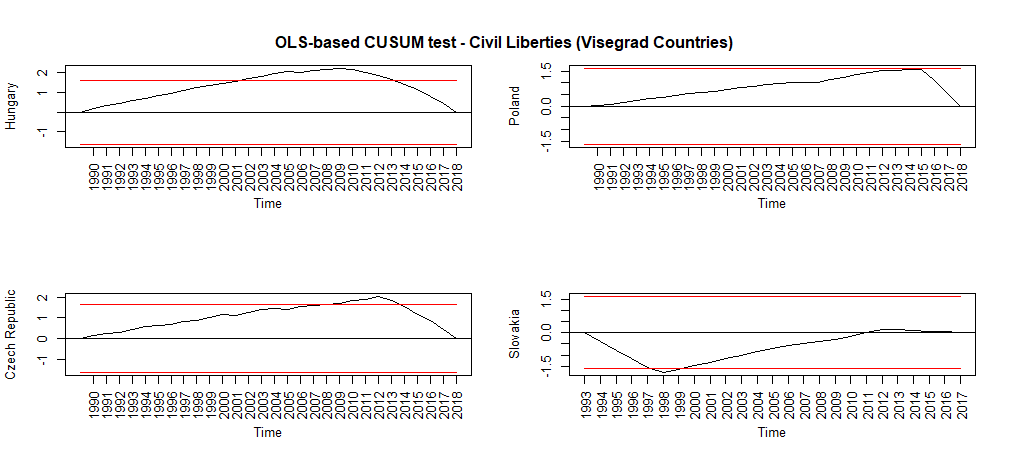 OLS-based CUSUM test - Civil Liberties (Visegrad Countries)
Hungary
2
1
-1
1990 1991 1992 1993 1994 1995 1996 1997 1998 1999 2000 2001 2002 2003 2004 2005 2006 2007 2008 2009 2010 2011 2012 2013 2014 2015 2016 2017 2018
Time
Poland
1.5
0.0
-1.5
1990 1991 1992 1993 1994 1995 1996 1997 1998 1999 2000 2001 2002 2003 2004 2005 2006 2007 2008 2009 2010 2011 2012 2013 2014 2015 2016 2017 2018
Time
Czech Republic
2
1
0
-1
1990 1991 1992 1993 1994 1995 1996 1997 1998 1999 2000 2001 2002 2003 2004 2005 2006 2007 2008 2009 2010 2011 2012 2013 2014 2015 2016 2017 2018
Time
Slovakia
1.5
0.0
-1.5
1993 1994 1995 1996 1997 1998 1999 2000 2001 2002 2003 2004 2005 2006 2007 2008 2009 2010 2011 2012 2013 2014 2015 2016 2017
Time